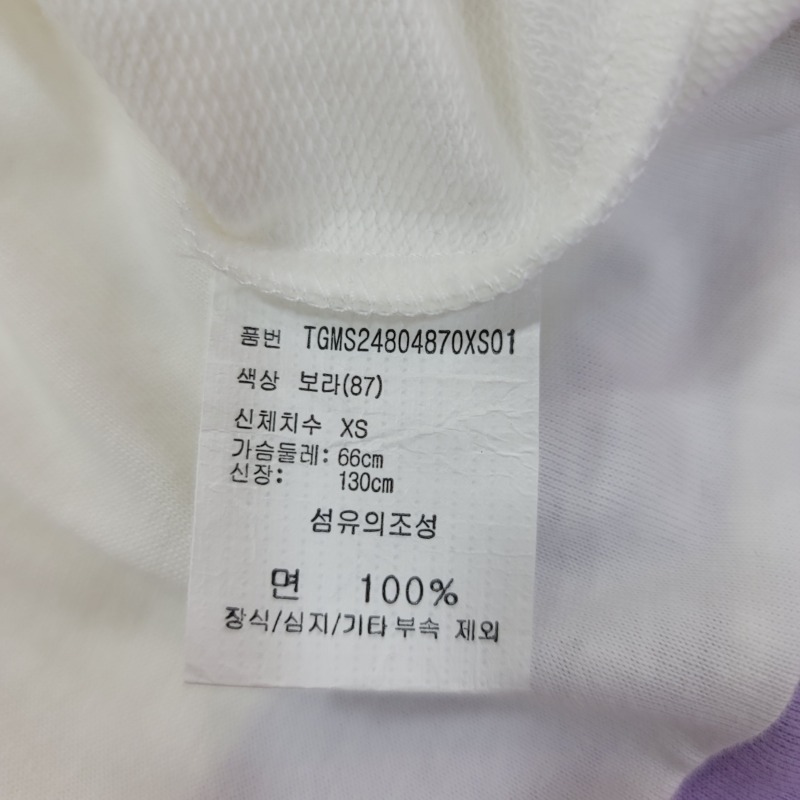 품번 TGMS24804870XS01
색상 보라(87)
신체치수 XS
가슴둘레: 66cm
신장: 130cm
섬유의조성
면 100%
장식/심지/기타부속 제외